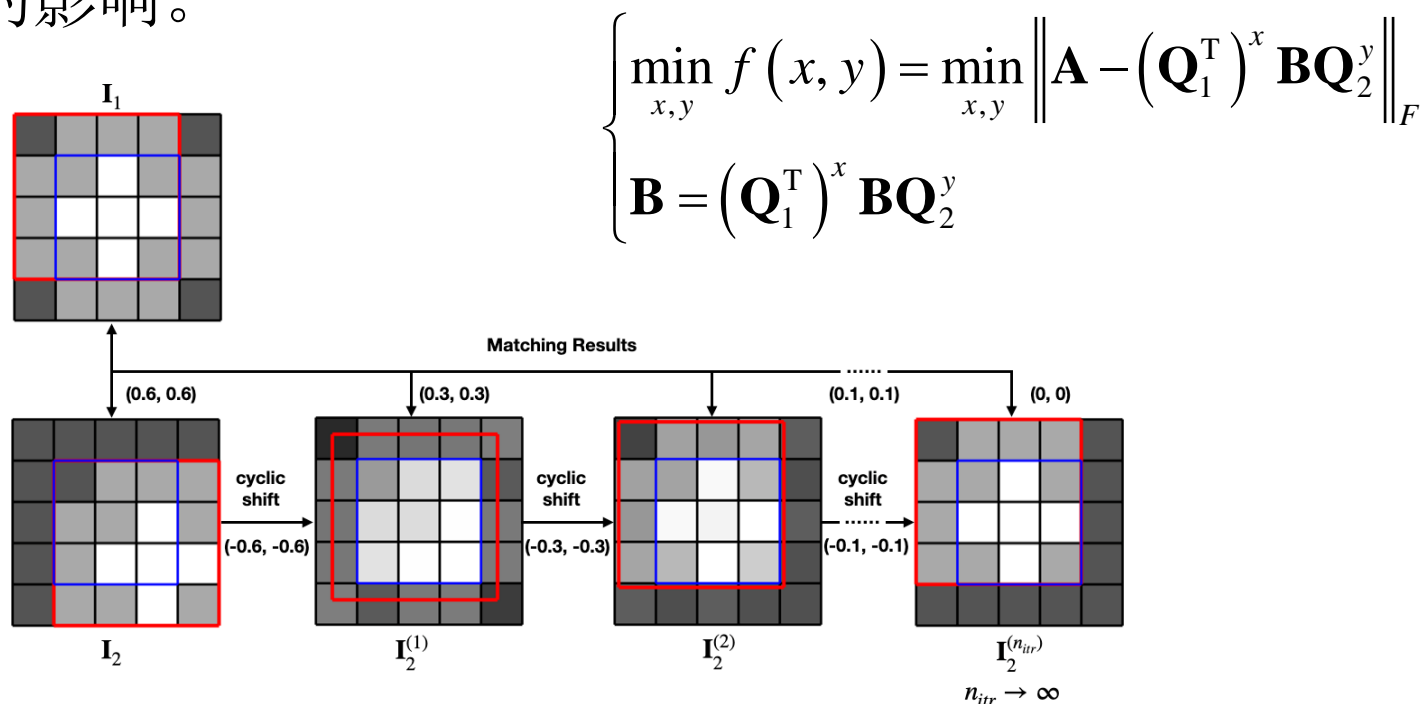 的影响。
min f(x, y) = min ‖A − (Q₁ᵀ)ˣ BQ₂ʸ‖_F
x,y x,y
B = (Q₁ᵀ)ˣ BQ₂ʸ
I₁
Matching Results
(0.6, 0.6) (0.3, 0.3) ...... (0.1, 0.1) (0, 0)
cyclic shift (-0.6, -0.6)
cyclic shift (-0.3, -0.3)
cyclic shift ...... (-0.1, -0.1)
I₂ I₂⁽¹⁾ I₂⁽²⁾ I₂^(n_itr)
n_itr → ∞